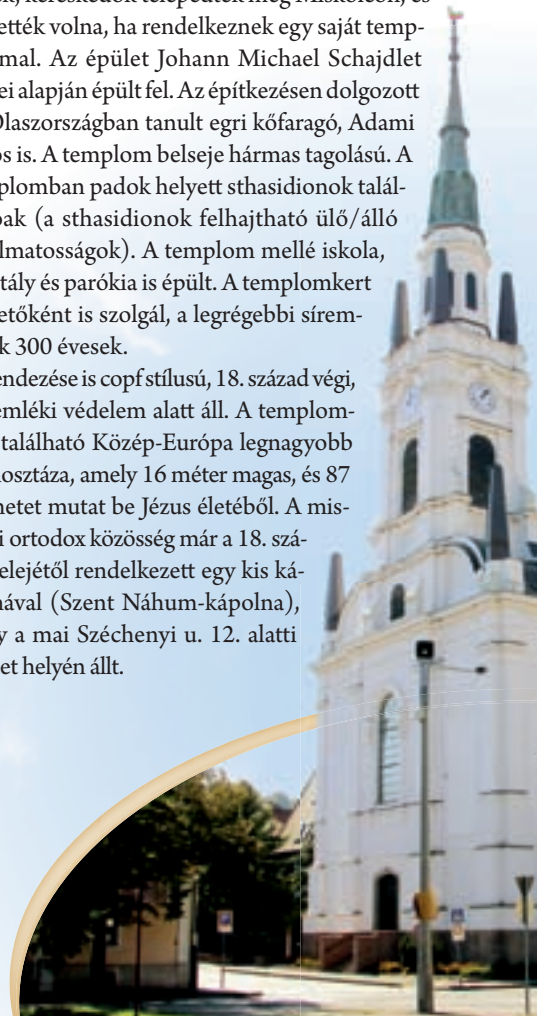 kereskedők telepedtek meg Miskolcon, és
ették volna, ha rendelkeznek egy saját temp-
mal. Az épület Johann Michael Schajdlet
ei alapján épült fel. Az építkezésen dolgozott
Olaszországban tanult egri kőfaragó, Adami
os is. A templom belseje hármas tagolású. A
plomban padok helyett sthasidionok talál-
oak (a sthasidionok felhajtható ülő/álló
lmatosságok). A templom mellé iskola,
tály és parókia is épült. A templomkert
etőként is szolgál, a legrégebbi sírem-
k 300 évesek.
endezése is copf stílusú, 18. század végi,
emléki védelem alatt áll. A templom-
található Közép-Európa legnagyobb
nosztáza, amely 16 méter magas, és 87
netet mutat be Jézus életéből. A mis-
i ortodox közösség már a 18. szá-
elejétől rendelkezett egy kis ká-
nával (Szent Náhum-kápolna),
y a mai Széchenyi u. 12. alatti
et helyén állt.